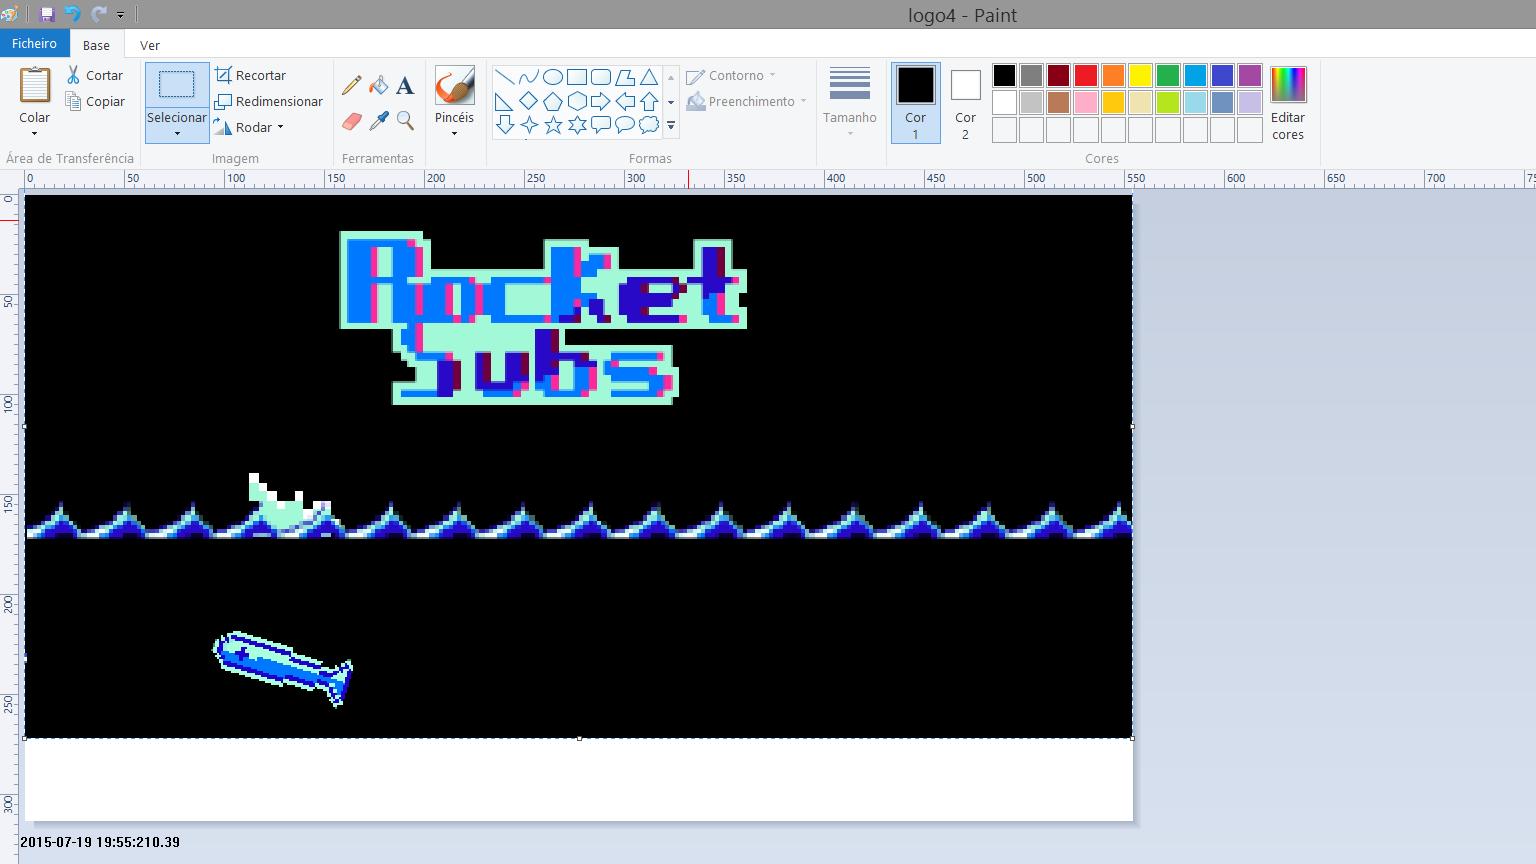 logo4 - Paint
Ficheiro Base Ver
Colar
Cortar
Copiar
Área de Transferência
Selecionar
Recortar
Redimensionar
Rodar
Imagem
A
Ferramentas
Pincéis
Contorno
Preenchimento
Formas
Tamanho
Cor 1
Cor 2
Editar cores
Cores
0 50 100 150 200 250 300 350 400 450 500 550 600 650 700
0
50
100
150
200
250
300
Rocket
Subs
2015-07-19 19:55:210.39